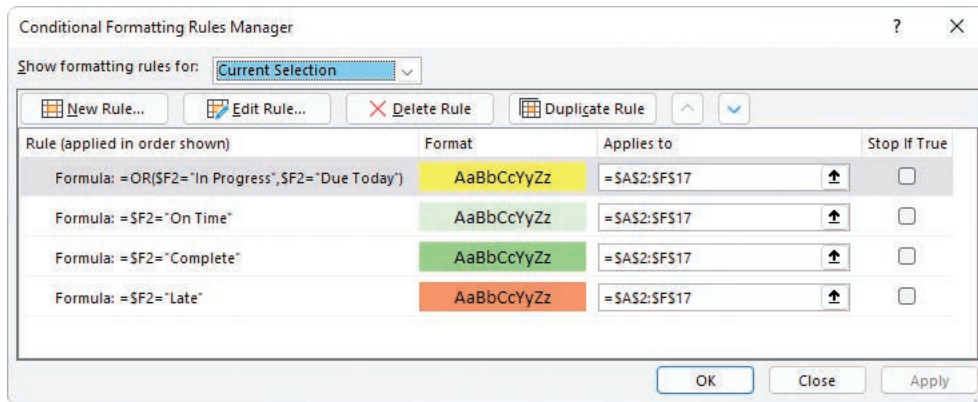 Conditional Formatting Rules Manager ? ✕
Show formatting rules for: Current Selection
New Rule... Edit Rule... Delete Rule Duplicate Rule
Rule (applied in order shown) Format Applies to Stop If True
Formula: =OR($F2="In Progress",$F2="Due Today") AaBbCcYyZz =$A$2:$F$17
Formula: =$F2="On Time" AaBbCcYyZz =$A$2:$F$17
Formula: =$F2="Complete" AaBbCcYyZz =$A$2:$F$17
Formula: =$F2="Late" AaBbCcYyZz =$A$2:$F$17
OK Close Apply